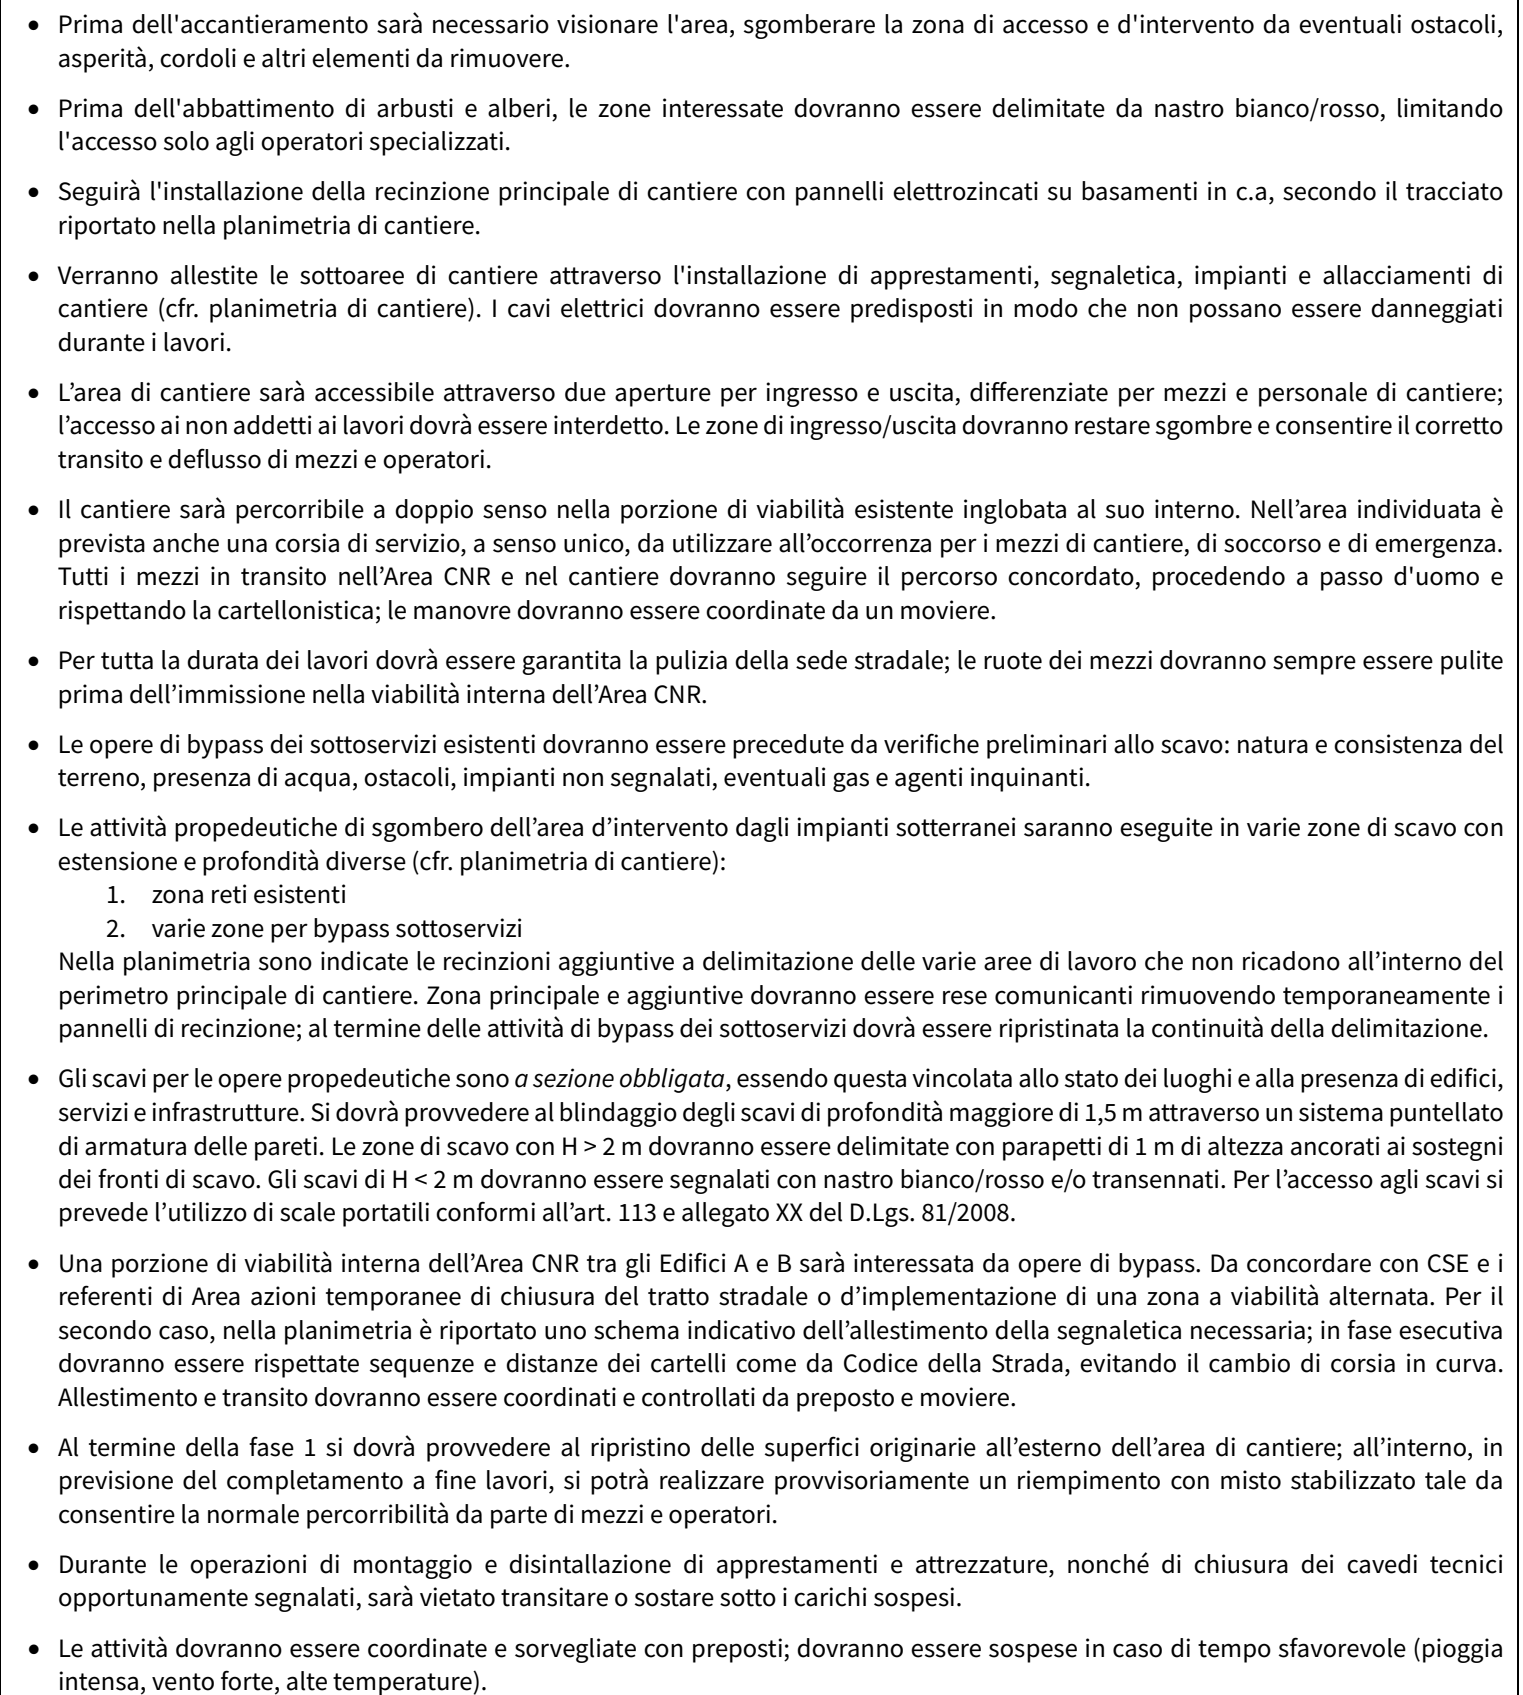 • Prima dell'accantieramento sarà necessario visionare l'area, sgomberare la zona di accesso e d'intervento da eventuali ostacoli,
asperità, cordoli e altri elementi da rimuovere.
• Prima dell'abbattimento di arbusti e alberi, le zone interessate dovranno essere delimitate da nastro bianco/rosso, limitando
l'accesso solo agli operatori specializzati.
• Seguirà l'installazione della recinzione principale di cantiere con pannelli elettrozincati su basamenti in c.a, secondo il tracciato
riportato nella planimetria di cantiere.
• Verranno allestite le sottoaree di cantiere attraverso l'installazione di apprestamenti, segnaletica, impianti e allacciamenti di
cantiere (cfr. planimetria di cantiere). I cavi elettrici dovranno essere predisposti in modo che non possano essere danneggiati
durante i lavori.
• L’area di cantiere sarà accessibile attraverso due aperture per ingresso e uscita, differenziate per mezzi e personale di cantiere;
l’accesso ai non addetti ai lavori dovrà essere interdetto. Le zone di ingresso/uscita dovranno restare sgombre e consentire il corretto
transito e deflusso di mezzi e operatori.
• Il cantiere sarà percorribile a doppio senso nella porzione di viabilità esistente inglobata al suo interno. Nell’area individuata è
prevista anche una corsia di servizio, a senso unico, da utilizzare all’occorrenza per i mezzi di cantiere, di soccorso e di emergenza.
Tutti i mezzi in transito nell’Area CNR e nel cantiere dovranno seguire il percorso concordato, procedendo a passo d'uomo e
rispettando la cartellonistica; le manovre dovranno essere coordinate da un moviere.
• Per tutta la durata dei lavori dovrà essere garantita la pulizia della sede stradale; le ruote dei mezzi dovranno sempre essere pulite
prima dell’immissione nella viabilità interna dell’Area CNR.
• Le opere di bypass dei sottoservizi esistenti dovranno essere precedute da verifiche preliminari allo scavo: natura e consistenza del
terreno, presenza di acqua, ostacoli, impianti non segnalati, eventuali gas e agenti inquinanti.
• Le attività propedeutiche di sgombero dell’area d’intervento dagli impianti sotterranei saranno eseguite in varie zone di scavo con
estensione e profondità diverse (cfr. planimetria di cantiere):
1. zona reti esistenti
2. varie zone per bypass sottoservizi
Nella planimetria sono indicate le recinzioni aggiuntive a delimitazione delle varie aree di lavoro che non ricadono all’interno del
perimetro principale di cantiere. Zona principale e aggiuntive dovranno essere rese comunicanti rimuovendo temporaneamente i
pannelli di recinzione; al termine delle attività di bypass dei sottoservizi dovrà essere ripristinata la continuità della delimitazione.
• Gli scavi per le opere propedeutiche sono a sezione obbligata, essendo questa vincolata allo stato dei luoghi e alla presenza di edifici,
servizi e infrastrutture. Si dovrà provvedere al blindaggio degli scavi di profondità maggiore di 1,5 m attraverso un sistema puntellato
di armatura delle pareti. Le zone di scavo con H > 2 m dovranno essere delimitate con parapetti di 1 m di altezza ancorati ai sostegni
dei fronti di scavo. Gli scavi di H < 2 m dovranno essere segnalati con nastro bianco/rosso e/o transennati. Per l’accesso agli scavi si
prevede l’utilizzo di scale portatili conformi all’art. 113 e allegato XX del D.Lgs. 81/2008.
• Una porzione di viabilità interna dell’Area CNR tra gli Edifici A e B sarà interessata da opere di bypass. Da concordare con CSE e i
referenti di Area azioni temporanee di chiusura del tratto stradale o d’implementazione di una zona a viabilità alternata. Per il
secondo caso, nella planimetria è riportato uno schema indicativo dell’allestimento della segnaletica necessaria; in fase esecutiva
dovranno essere rispettate sequenze e distanze dei cartelli come da Codice della Strada, evitando il cambio di corsia in curva.
Allestimento e transito dovranno essere coordinati e controllati da preposto e moviere.
• Al termine della fase 1 si dovrà provvedere al ripristino delle superfici originarie all’esterno dell’area di cantiere; all’interno, in
previsione del completamento a fine lavori, si potrà realizzare provvisoriamente un riempimento con misto stabilizzato tale da
consentire la normale percorribilità da parte di mezzi e operatori.
• Durante le operazioni di montaggio e disintallazione di apprestamenti e attrezzature, nonché di chiusura dei cavedi tecnici
opportunamente segnalati, sarà vietato transitare o sostare sotto i carichi sospesi.
• Le attività dovranno essere coordinate e sorvegliate con preposti; dovranno essere sospese in caso di tempo sfavorevole (pioggia
intensa, vento forte, alte temperature).